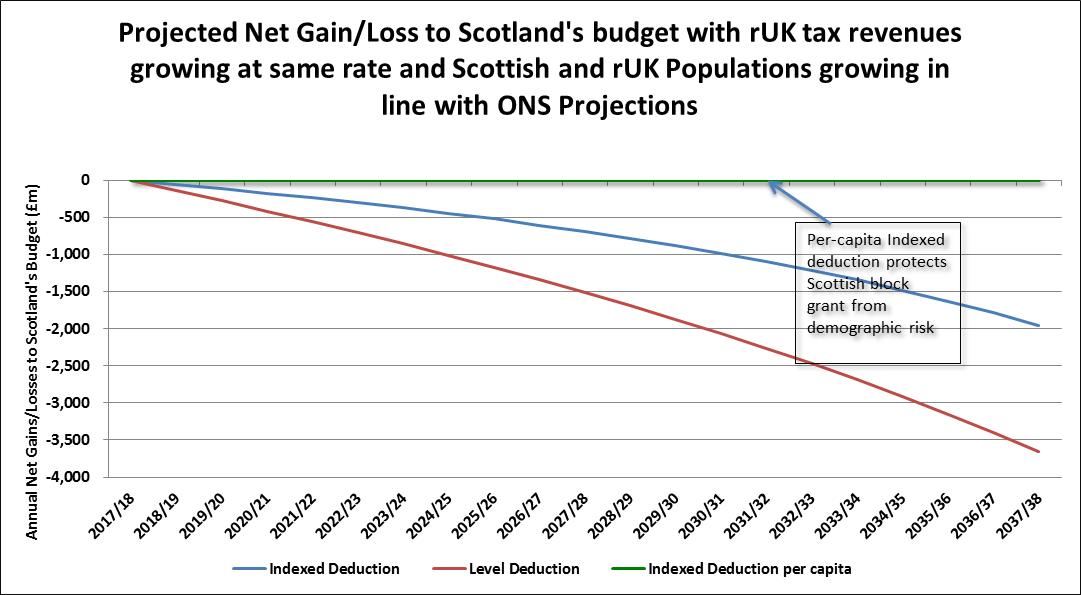 Projected Net Gain/Loss to Scotland's budget with rUK tax revenues
growing at same rate and Scottish and rUK Populations growing in
line with ONS Projections
Annual Net Gains/Losses to Scotland's Budget (£m)
0
-500
-1,000
-1,500
-2,000
-2,500
-3,000
-3,500
-4,000
Per-capita Indexed
deduction protects
Scottish block
grant from
demographic risk
2017/18
2018/19
2019/20
2020/21
2021/22
2022/23
2023/24
2024/25
2025/26
2026/27
2027/28
2028/29
2029/30
2030/31
2031/32
2032/33
2033/34
2034/35
2035/36
2036/37
2037/38
Indexed Deduction
Level Deduction
Indexed Deduction per capita